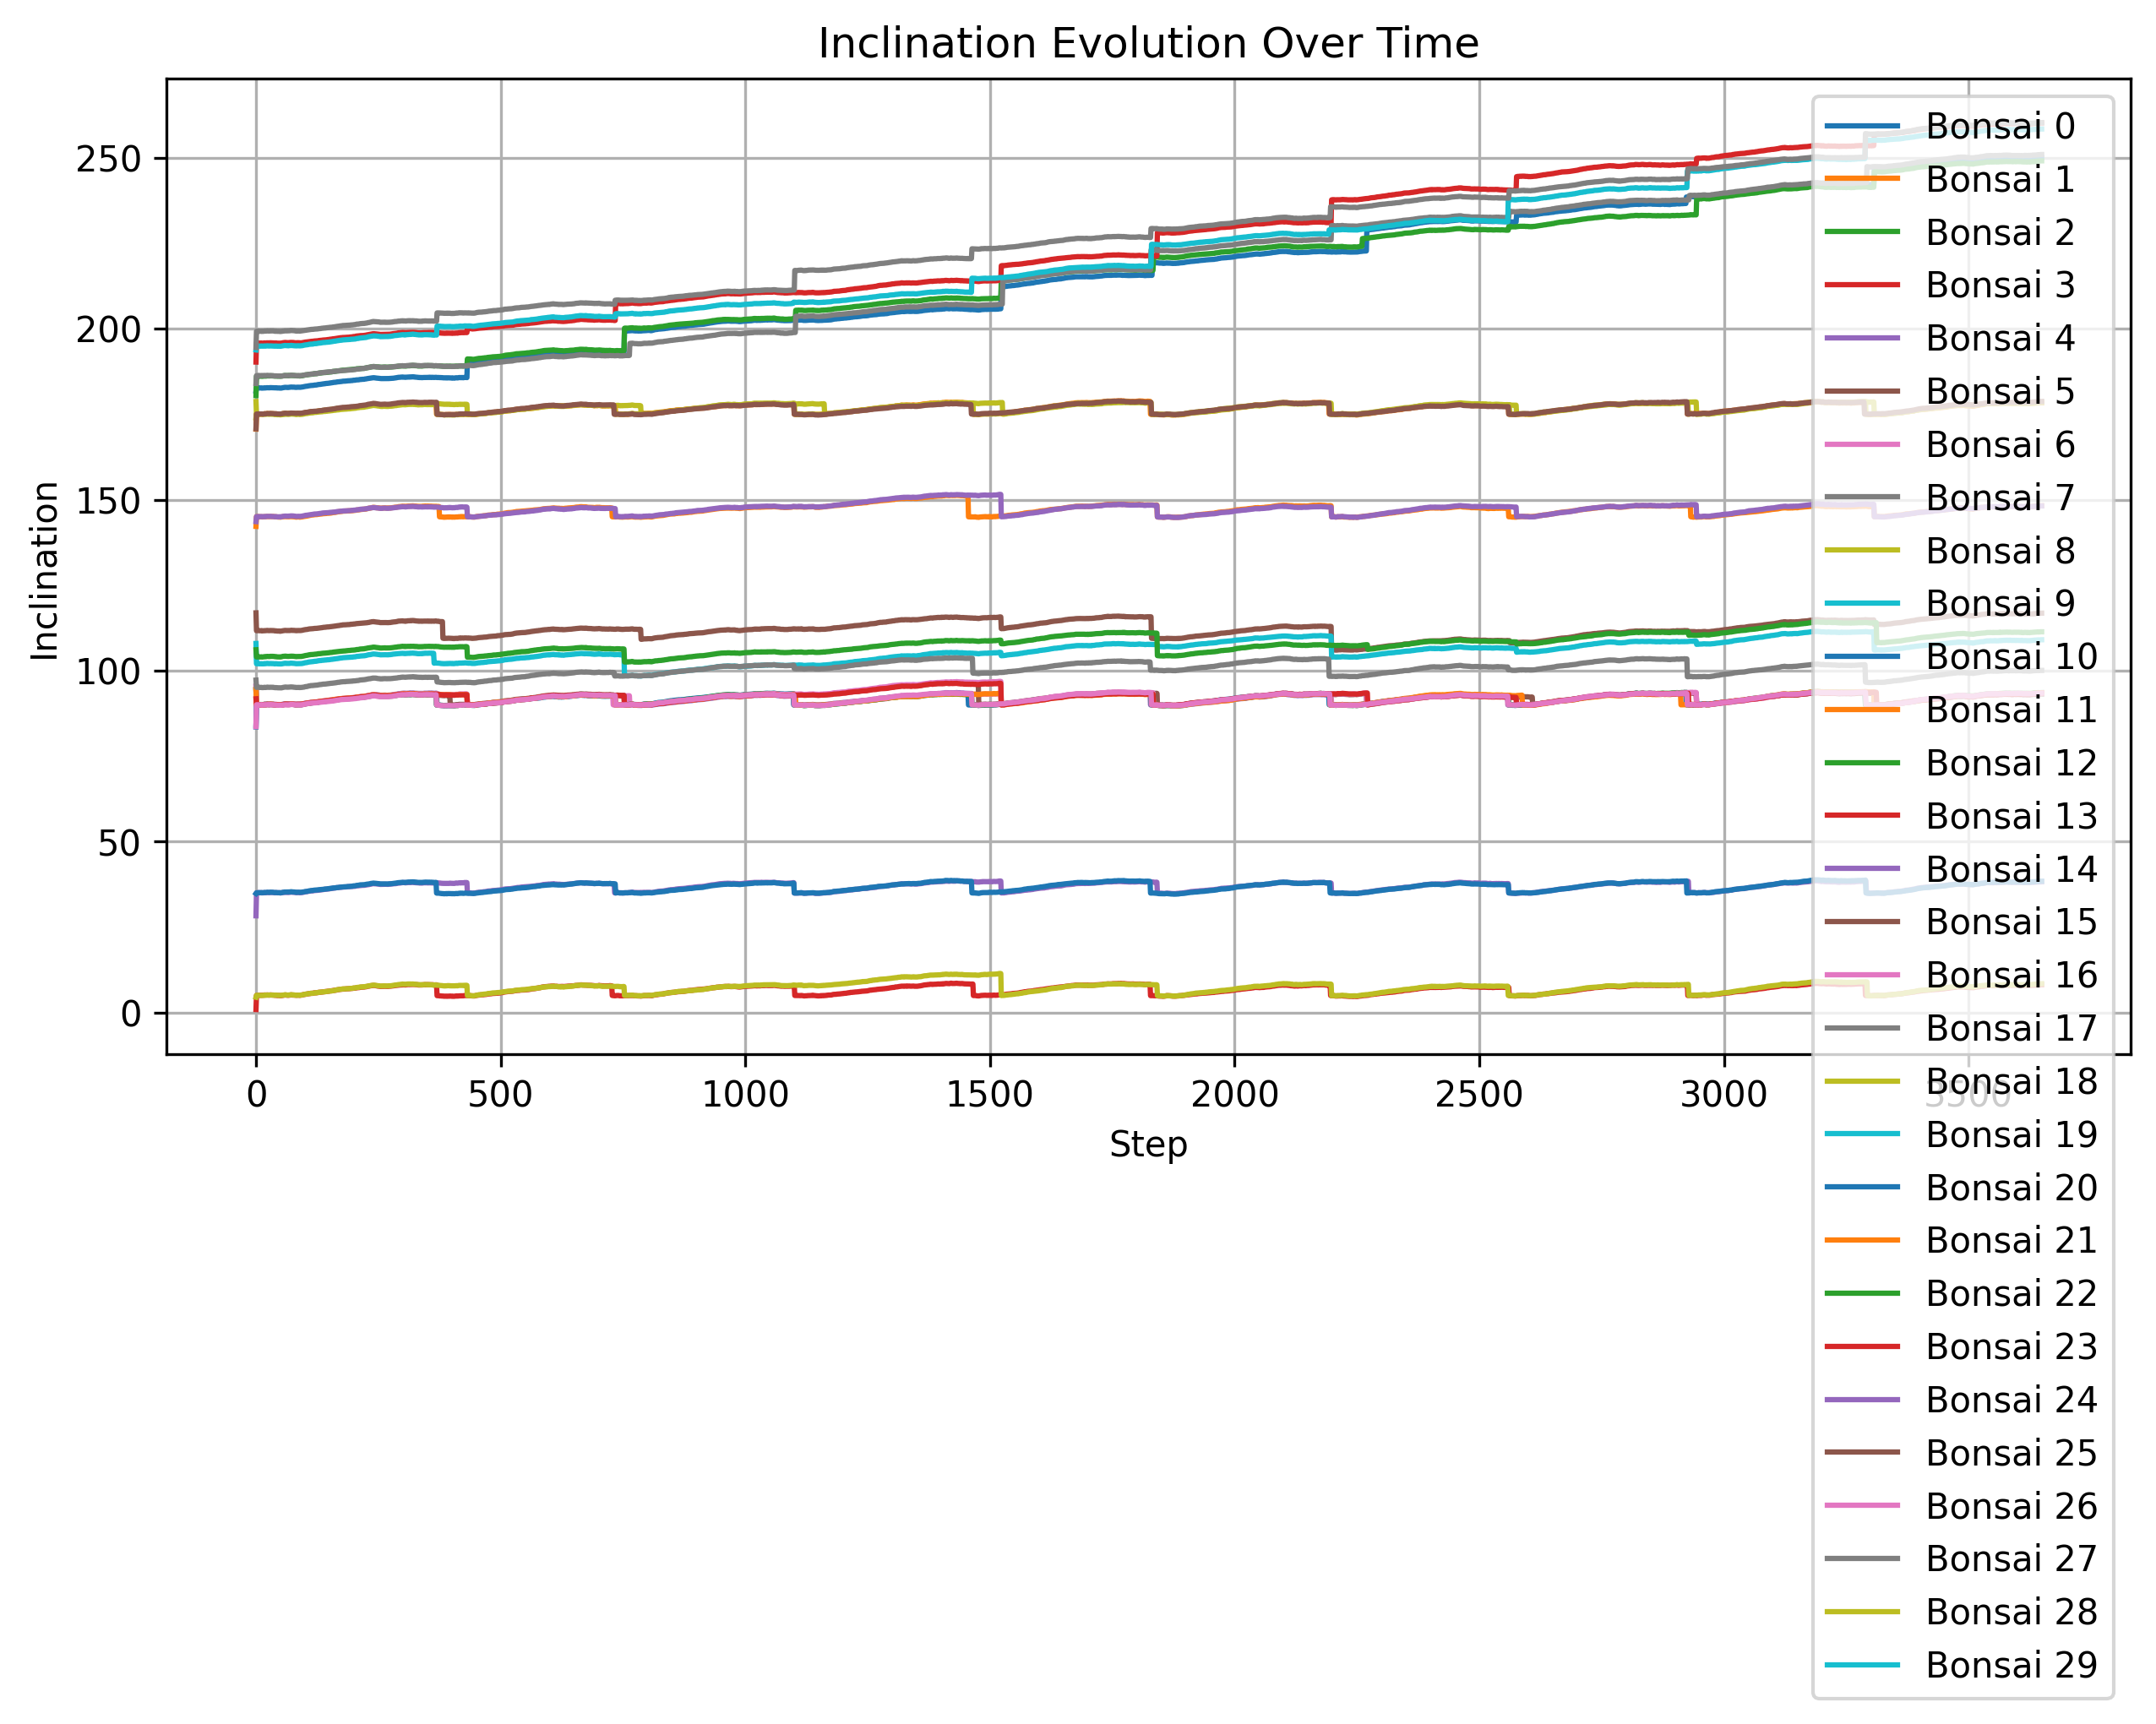 Inclination Evolution Over Time
Inclination
250
200
150
100
50
0
0 500 1000 1500 2000 2500 3000 3500
Step
Bonsai 0
Bonsai 1
Bonsai 2
Bonsai 3
Bonsai 4
Bonsai 5
Bonsai 6
Bonsai 7
Bonsai 8
Bonsai 9
Bonsai 10
Bonsai 11
Bonsai 12
Bonsai 13
Bonsai 14
Bonsai 15
Bonsai 16
Bonsai 17
Bonsai 18
Bonsai 19
Bonsai 20
Bonsai 21
Bonsai 22
Bonsai 23
Bonsai 24
Bonsai 25
Bonsai 26
Bonsai 27
Bonsai 28
Bonsai 29